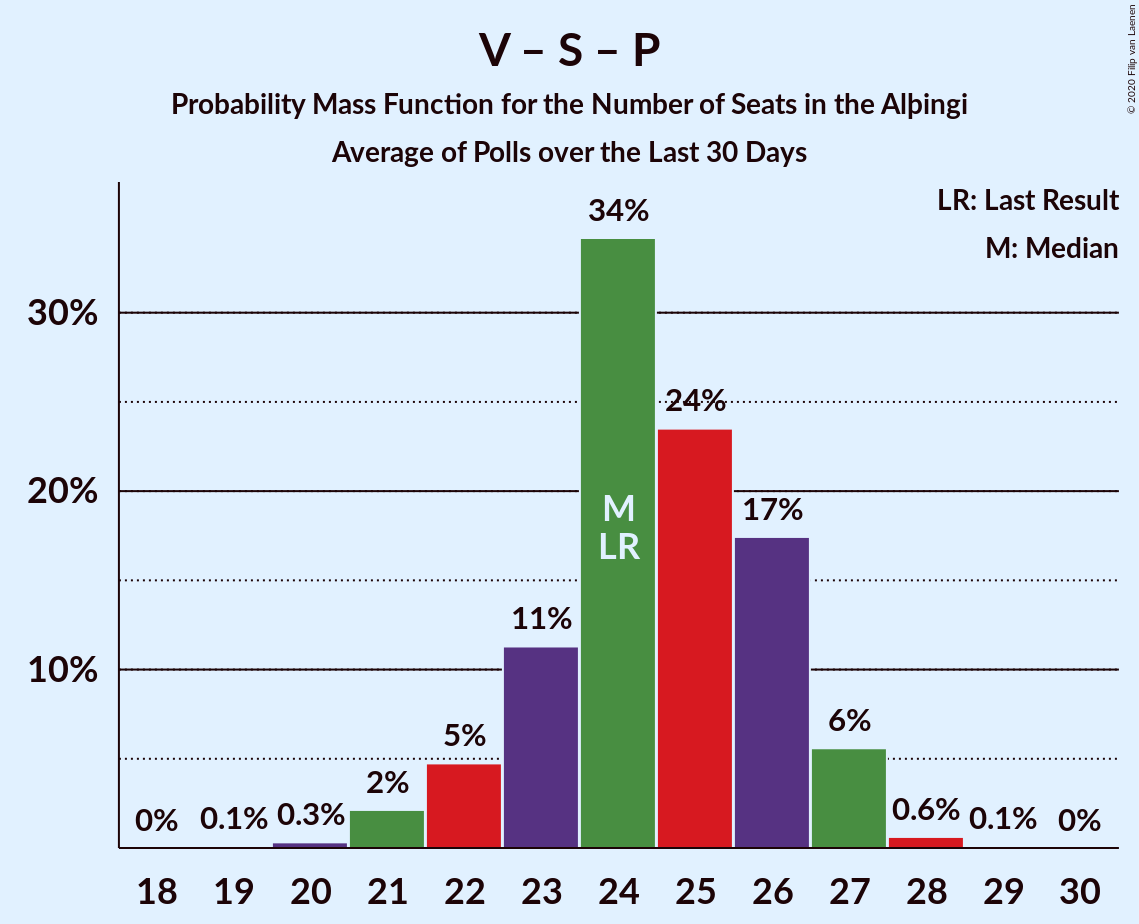 V – S – P
Probability Mass Function for the Number of Seats in the Alþingi
Average of Polls over the Last 30 Days
© 2020 Filip van Laenen
LR: Last Result
M: Median
30%
20%
10%
0%
0.1%
0.3%
2%
5%
11%
34%
24%
17%
6%
0.6%
0.1%
0%
M
LR
18 19 20 21 22 23 24 25 26 27 28 29 30